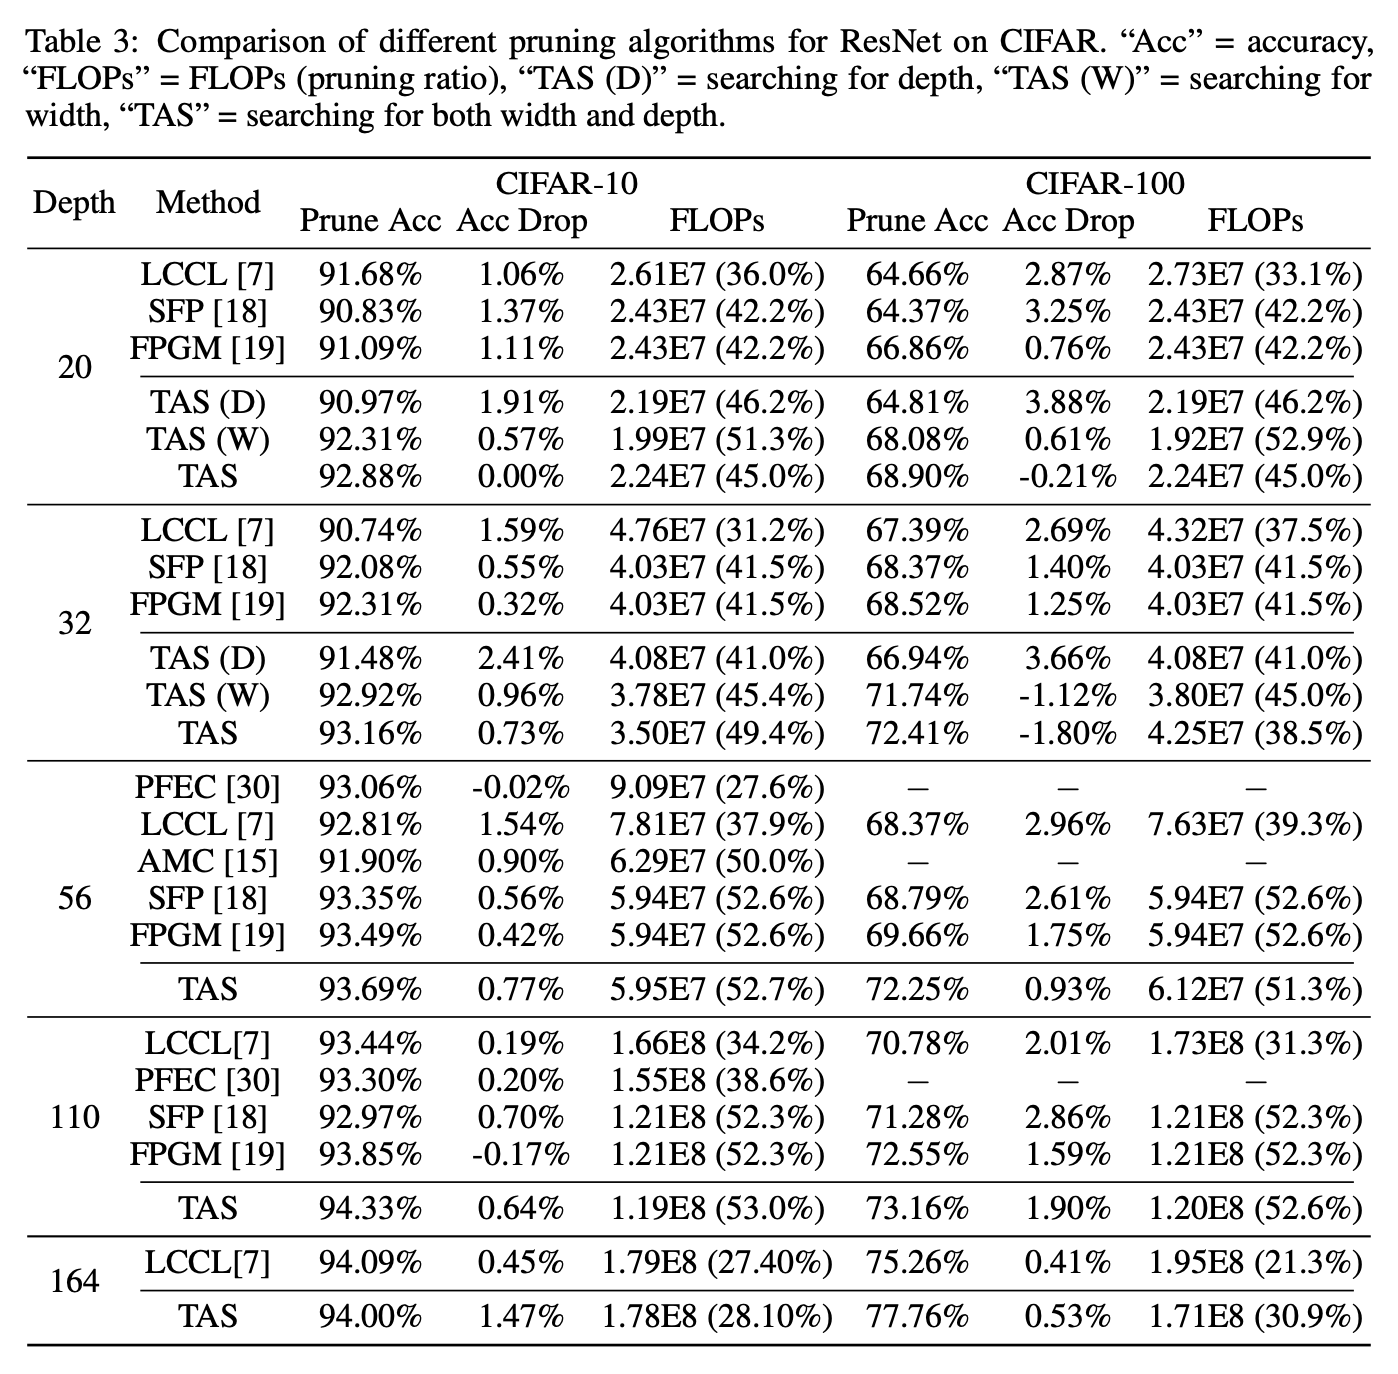 Table 3: Comparison of different pruning algorithms for ResNet on CIFAR. “Acc” = accuracy,
“FLOPs” = FLOPs (pruning ratio), “TAS (D)” = searching for depth, “TAS (W)” = searching for
width, “TAS” = searching for both width and depth.
Depth Method CIFAR-10 CIFAR-100
Prune Acc Acc Drop FLOPs Prune Acc Acc Drop FLOPs
20
LCCL [7] 91.68% 1.06% 2.61E7 (36.0%) 64.66% 2.87% 2.73E7 (33.1%)
SFP [18] 90.83% 1.37% 2.43E7 (42.2%) 64.37% 3.25% 2.43E7 (42.2%)
FPGM [19] 91.09% 1.11% 2.43E7 (42.2%) 66.86% 0.76% 2.43E7 (42.2%)
TAS (D) 90.97% 1.91% 2.19E7 (46.2%) 64.81% 3.88% 2.19E7 (46.2%)
TAS (W) 92.31% 0.57% 1.99E7 (51.3%) 68.08% 0.61% 1.92E7 (52.9%)
TAS 92.88% 0.00% 2.24E7 (45.0%) 68.90% -0.21% 2.24E7 (45.0%)
32
LCCL [7] 90.74% 1.59% 4.76E7 (31.2%) 67.39% 2.69% 4.32E7 (37.5%)
SFP [18] 92.08% 0.55% 4.03E7 (41.5%) 68.37% 1.40% 4.03E7 (41.5%)
FPGM [19] 92.31% 0.32% 4.03E7 (41.5%) 68.52% 1.25% 4.03E7 (41.5%)
TAS (D) 91.48% 2.41% 4.08E7 (41.0%) 66.94% 3.66% 4.08E7 (41.0%)
TAS (W) 92.92% 0.96% 3.78E7 (45.4%) 71.74% -1.12% 3.80E7 (45.0%)
TAS 93.16% 0.73% 3.50E7 (49.4%) 72.41% -1.80% 4.25E7 (38.5%)
56
PFEC [30] 93.06% -0.02% 9.09E7 (27.6%) – – –
LCCL [7] 92.81% 1.54% 7.81E7 (37.9%) 68.37% 2.96% 7.63E7 (39.3%)
AMC [15] 91.90% 0.90% 6.29E7 (50.0%) – – –
SFP [18] 93.35% 0.56% 5.94E7 (52.6%) 68.79% 2.61% 5.94E7 (52.6%)
FPGM [19] 93.49% 0.42% 5.94E7 (52.6%) 69.66% 1.75% 5.94E7 (52.6%)
TAS 93.69% 0.77% 5.95E7 (52.7%) 72.25% 0.93% 6.12E7 (51.3%)
110
LCCL[7] 93.44% 0.19% 1.66E8 (34.2%) 70.78% 2.01% 1.73E8 (31.3%)
PFEC [30] 93.30% 0.20% 1.55E8 (38.6%) – – –
SFP [18] 92.97% 0.70% 1.21E8 (52.3%) 71.28% 2.86% 1.21E8 (52.3%)
FPGM [19] 93.85% -0.17% 1.21E8 (52.3%) 72.55% 1.59% 1.21E8 (52.3%)
TAS 94.33% 0.64% 1.19E8 (53.0%) 73.16% 1.90% 1.20E8 (52.6%)
164
LCCL[7] 94.09% 0.45% 1.79E8 (27.40%) 75.26% 0.41% 1.95E8 (21.3%)
TAS 94.00% 1.47% 1.78E8 (28.10%) 77.76% 0.53% 1.71E8 (30.9%)